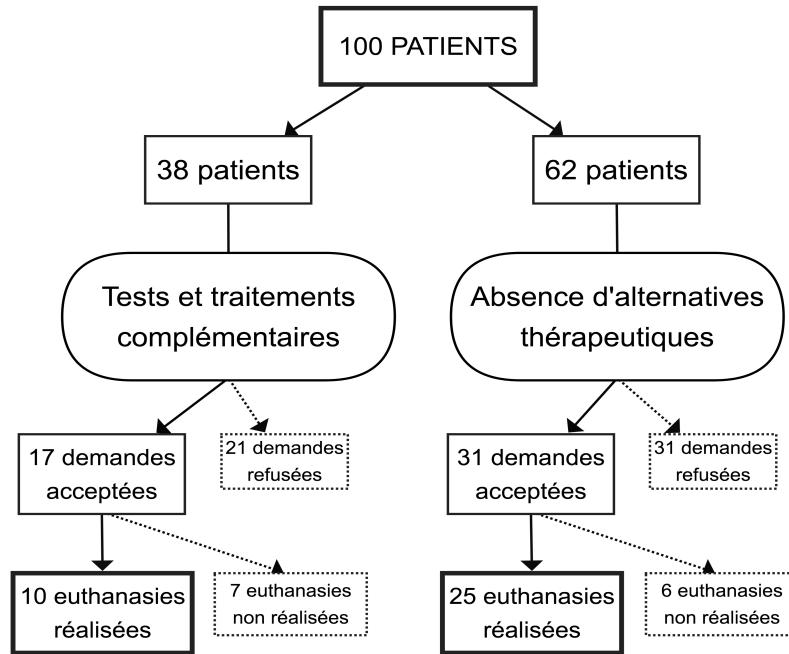 100 PATIENTS
38 patients
62 patients
Tests et traitements
complémentaires
Absence d'alternatives
thérapeutiques
17 demandes
acceptées
21 demandes
refusées
31 demandes
acceptées
31 demandes
refusées
10 euthanasies
réalisées
7 euthanasies
non réalisées
25 euthanasies
réalisées
6 euthanasies
non réalisées